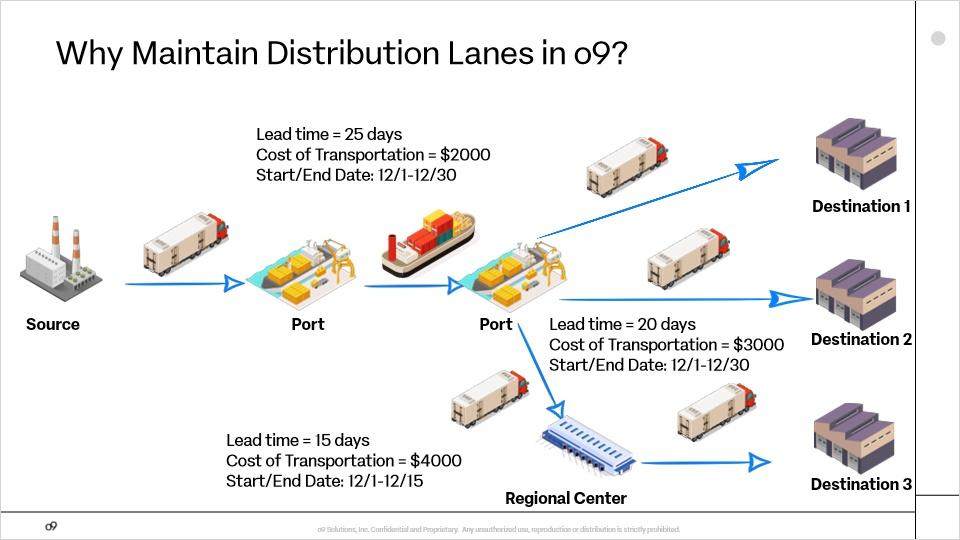 Why Maintain Distribution Lanes in o9?
Lead time = 25 days
Cost of Transportation = $2000
Start/End Date: 12/1-12/30
Destination 1
Source
Port
Port
Lead time = 20 days
Cost of Transportation = $3000
Start/End Date: 12/1-12/30
Destination 2
Lead time = 15 days
Cost of Transportation = $4000
Start/End Date: 12/1-12/15
Regional Center
Destination 3
o9
o9 Solutions, Inc. Confidential and Proprietary. Any unauthorized use, reproduction or distribution is strictly prohibited.